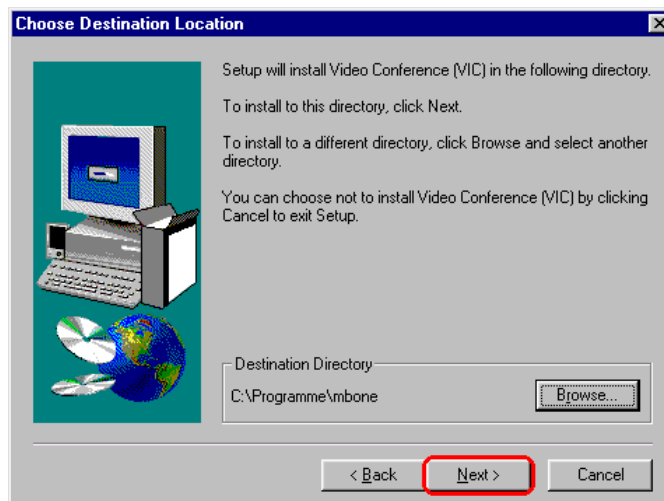 Choose Destination Location
Setup will install Video Conference (VIC) in the following directory.
To install to this directory, click Next.
To install to a different directory, click Browse and select another
directory.
You can choose not to install Video Conference (VIC) by clicking
Cancel to exit Setup.
Destination Directory
C:\Programme\mbone
Browse...
< Back
Next >
Cancel